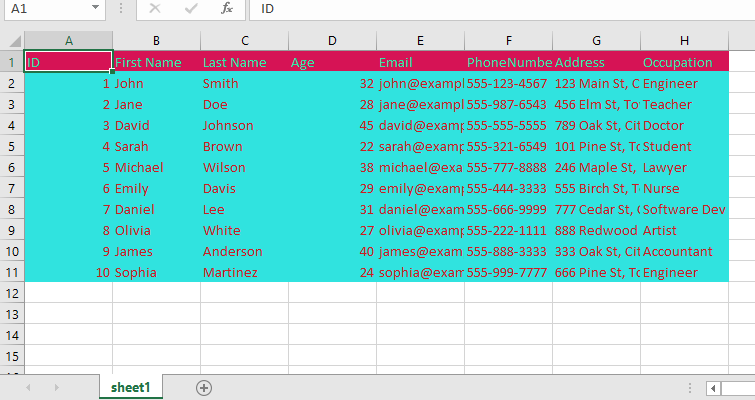 A1 fx ID
A B C D E F G H
1 ID First Name Last Name Age Email PhoneNumbe Address Occupation
2 1 John Smith 32 john@exampl 555-123-4567 123 Main St, C Engineer
3 2 Jane Doe 28 jane@examp 555-987-6543 456 Elm St, To Teacher
4 3 David Johnson 45 david@examp 555-555-5555 789 Oak St, Cit Doctor
5 4 Sarah Brown 22 sarah@examp 555-321-6549 101 Pine St, To Student
6 5 Michael Wilson 38 michael@exa 555-777-8888 246 Maple St, Lawyer
7 6 Emily Davis 29 emily@examp 555-444-3333 555 Birch St, T Nurse
8 7 Daniel Lee 31 daniel@exam 555-666-9999 777 Cedar St, Software Dev
9 8 Olivia White 27 olivia@examp 555-222-1111 888 Redwood Artist
10 9 James Anderson 40 james@exam 555-888-3333 333 Oak St, Cit Accountant
11 10 Sophia Martinez 24 sophia@exam 555-999-7777 666 Pine St, To Engineer
12
13
14
15
sheet1